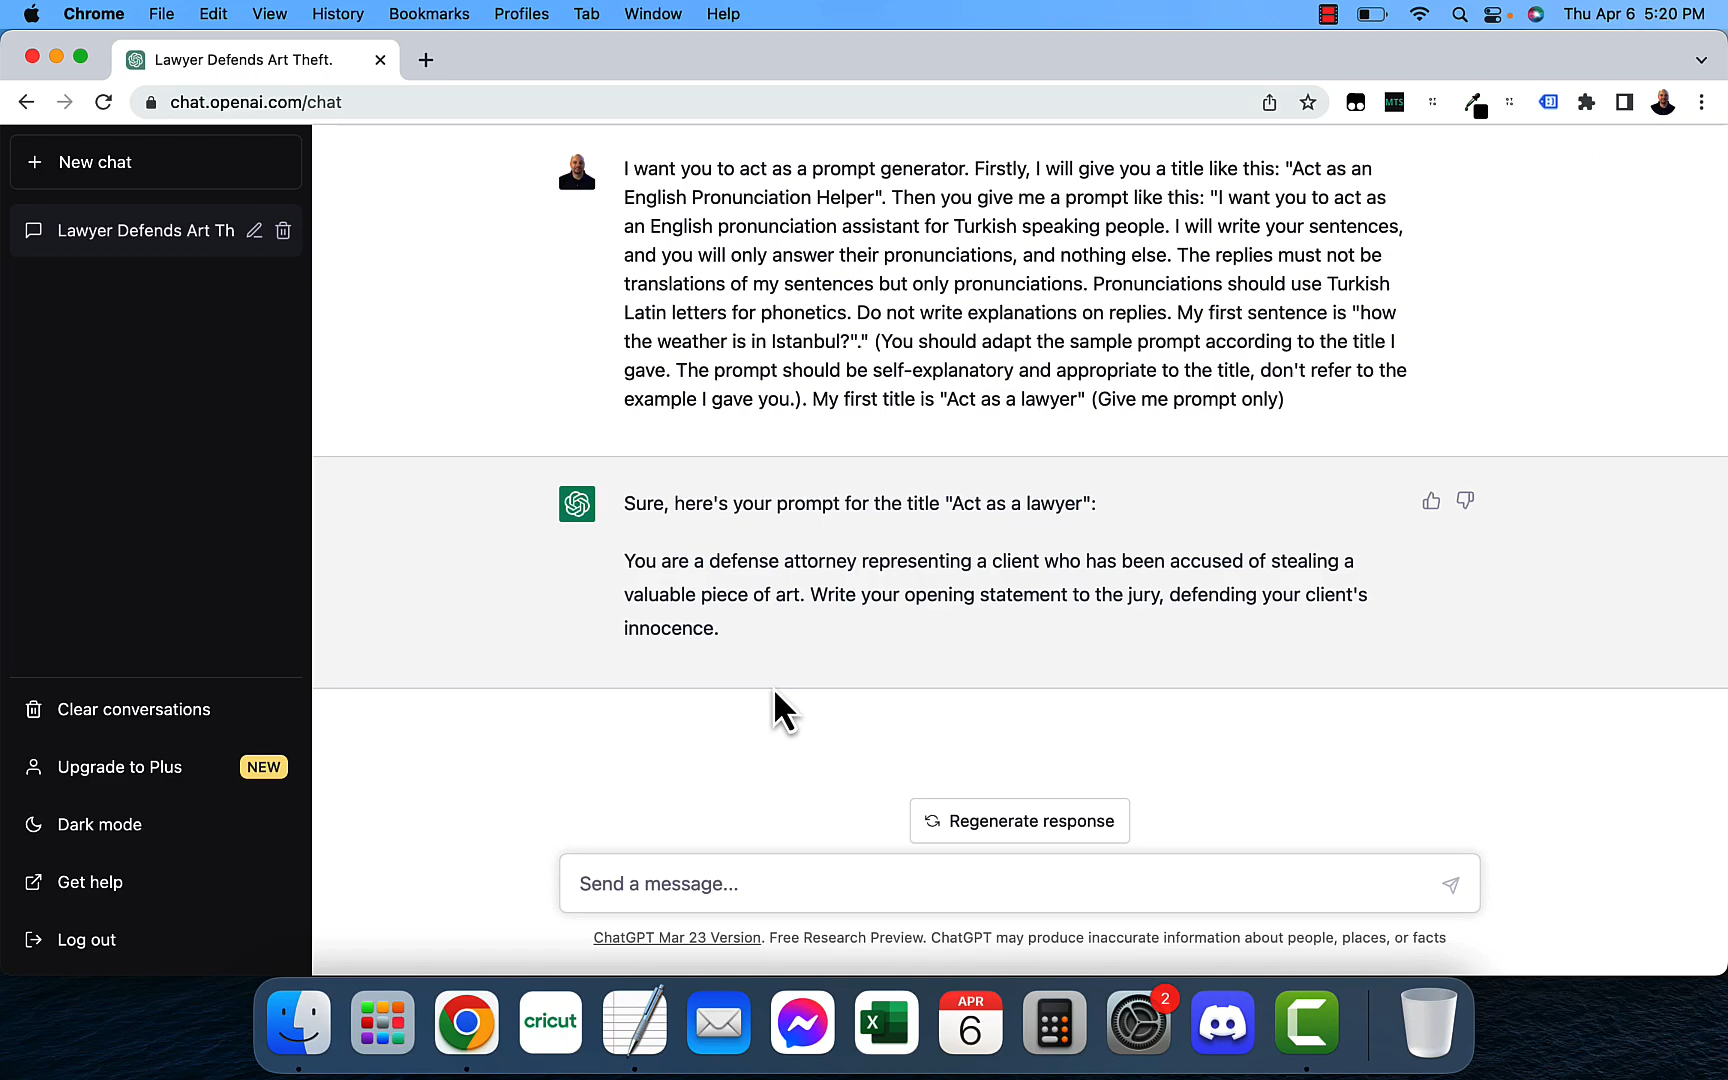 Chrome File Edit View History Bookmarks Profiles Tab Window Help Thu Apr 6 5:20 PM
Lawyer Defends Art Theft.
chat.openai.com/chat
MTS
New chat
Lawyer Defends Art Th
I want you to act as a prompt generator. Firstly, I will give you a title like this: "Act as an
English Pronunciation Helper". Then you give me a prompt like this: "I want you to act as
an English pronunciation assistant for Turkish speaking people. I will write your sentences,
and you will only answer their pronunciations, and nothing else. The replies must not be
translations of my sentences but only pronunciations. Pronunciations should use Turkish
Latin letters for phonetics. Do not write explanations on replies. My first sentence is "how
the weather is in Istanbul?"." (You should adapt the sample prompt according to the title I
gave. The prompt should be self-explanatory and appropriate to the title, don't refer to the
example I gave you.). My first title is "Act as a lawyer" (Give me prompt only)
Sure, here's your prompt for the title "Act as a lawyer":
You are a defense attorney representing a client who has been accused of stealing a
valuable piece of art. Write your opening statement to the jury, defending your client's
innocence.
Clear conversations
Upgrade to Plus NEW
Dark mode
Get help
Log out
Regenerate response
Send a message...
ChatGPT Mar 23 Version. Free Research Preview. ChatGPT may produce inaccurate information about people, places, or facts
cricut
X
APR
6
2